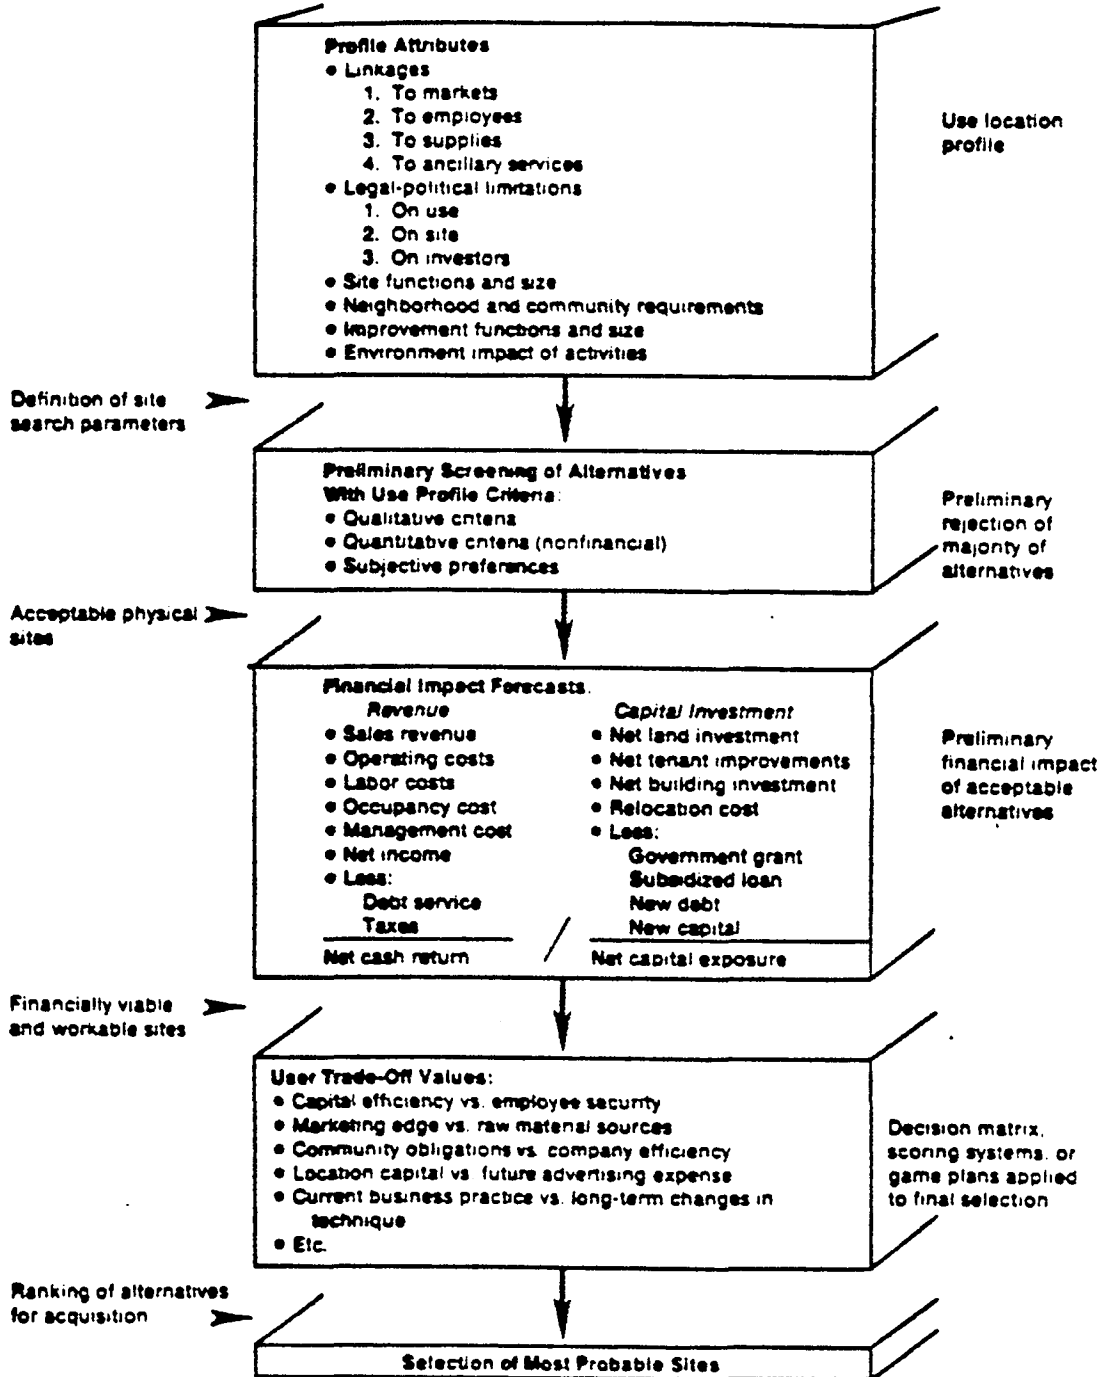 Profile Attributes
• Linkages
1. To markets
2. To employees
3. To supplies
4. To ancillary services
• Legal-political limitations
1. On use
2. On site
3. On investors
• Site functions and size
• Neighborhood and community requirements
• Improvement functions and size
• Environment impact of activities
Use location
profile
Definition of site
search parameters
Preliminary Screening of Alternatives
With Use Profile Criteria:
• Qualitative criteria
• Quantitative criteria (nonfinancial)
• Subjective preferences
Preliminary
rejection of
majority of
alternatives
Acceptable physical
sites
Financial Impact Forecasts.
Revenue
• Sales revenue
• Operating costs
• Labor costs
• Occupancy cost
• Management cost
• Net income
• Less:
Debt service
Taxes
Net cash return
/
Capital Investment
• Net land investment
• Net tenant improvements
• Net building investment
• Relocation cost
• Less:
Government grant
Subsidized loan
New debt
New capital
Net capital exposure
Preliminary
financial impact
of acceptable
alternatives
Financially viable
and workable sites
User Trade-Off Values:
• Capital efficiency vs. employee security
• Marketing edge vs. raw material sources
• Community obligations vs. company efficiency
• Location capital vs. future advertising expense
• Current business practice vs. long-term changes in
technique
• Etc.
Decision matrix,
scoring systems, or
game plans applied
to final selection
Ranking of alternatives
for acquisition
Selection of Most Probable Sites